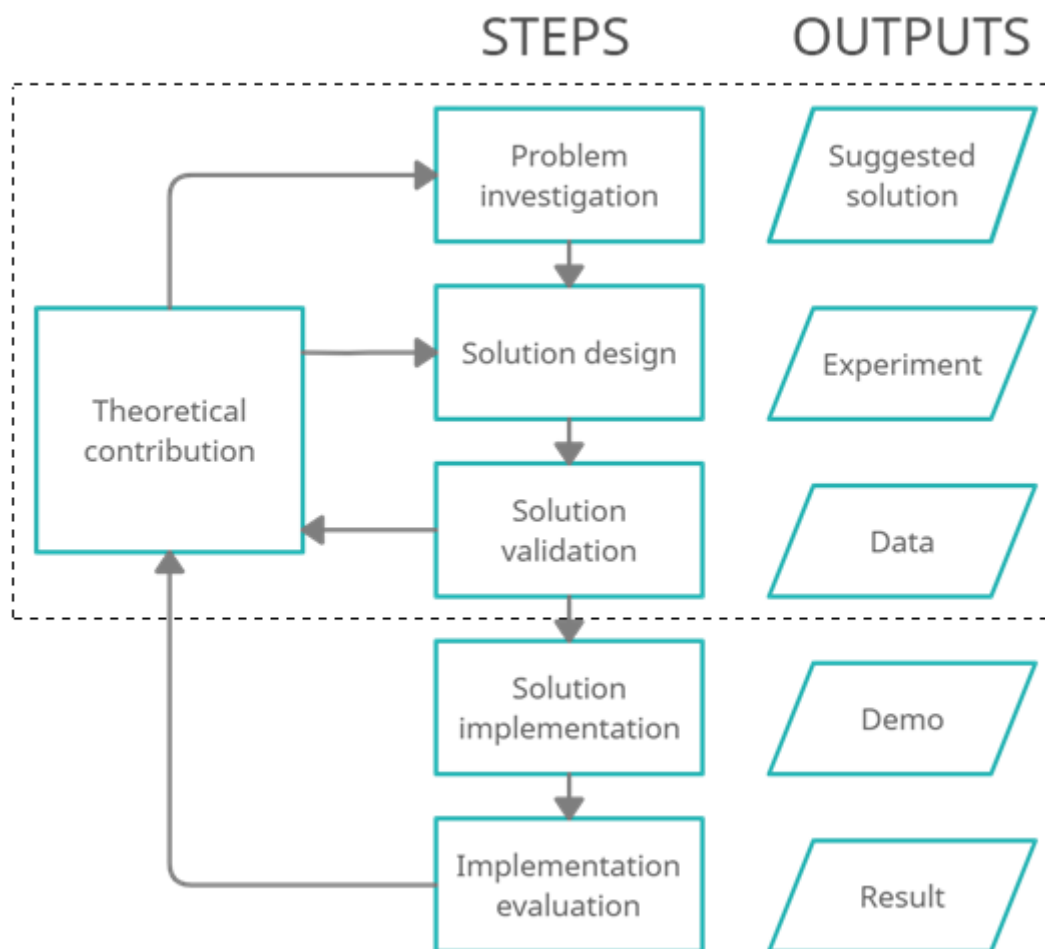 STEPS
OUTPUTS
Problem
investigation
Suggested
solution
Solution design
Experiment
Theoretical
contribution
Solution
validation
Data
Solution
implementation
Demo
Implementation
evaluation
Result